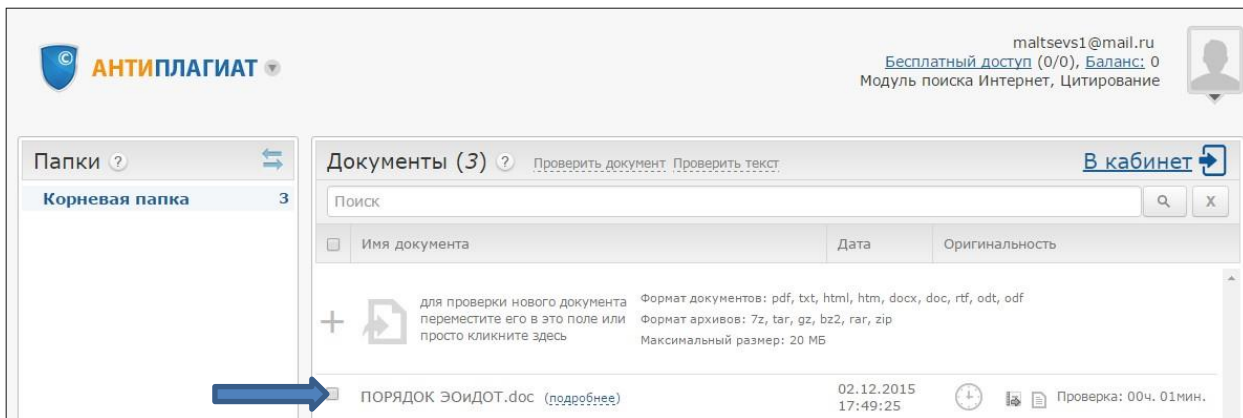 maltsevs1@mail.ru
© АНТИПЛАГИАТ
Бесплатный доступ (0/0), Баланс: 0
Модуль поиска Интернет, Цитирование
Папки ?
Корневая папка 3
Документы (3) ? Проверить документ Проверить текст В кабинет
Поиск X
Имя документа Дата Оригинальность
для проверки нового документа
переместите его в это поле или
просто кликните здесь
Формат документов: pdf, txt, html, htm, docx, doc, rtf, odt, odf
Формат архивов: 7z, tar, gz, bz2, rar, zip
Максимальный размер: 20 МБ
ПОРЯДОК ЭОиДОТ.doc (подробнее)
02.12.2015
17:49:25
Проверка: 00ч. 01мин.